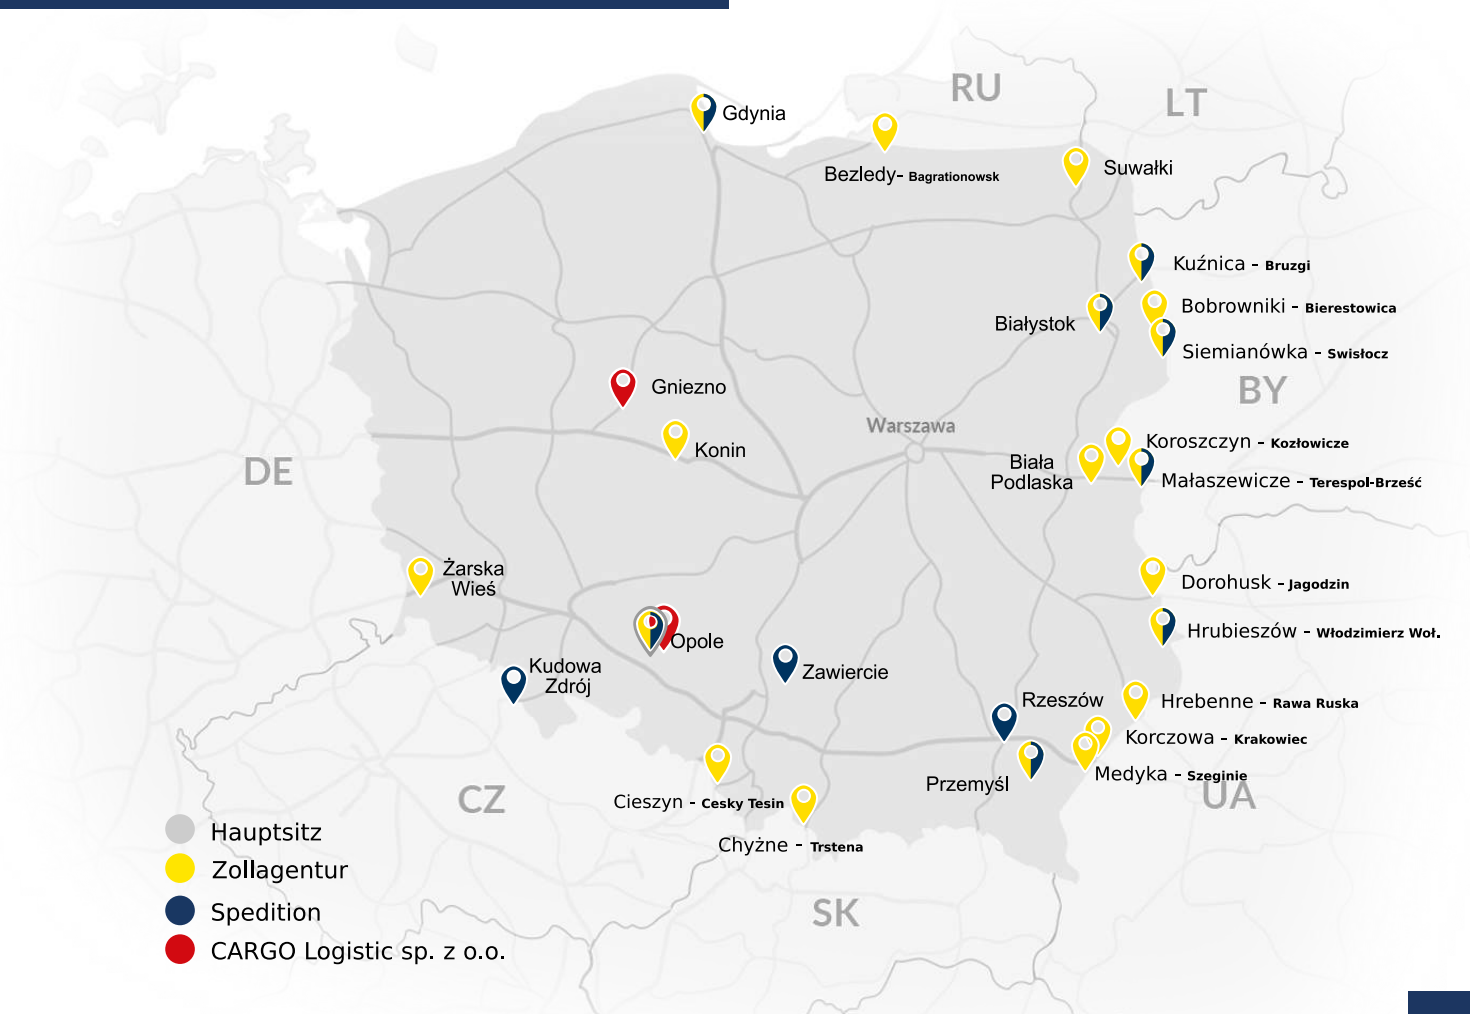 RU
LT
Gdynia
Bezledy- Bagrationowsk
Suwałki
Kuźnica - Bruzgi
Bobrowniki - Bierestowica
Białystok
Siemianówka - Swisłocz
BY
Gniezno
Warszawa
Konin
Koroszczyn - Kozłowicze
Biała
Podlaska
Małaszewicze - Terespol-Brześć
DE
Żarska
Wieś
Dorohusk - Jagodzin
Hrubieszów - Włodzimierz Woł.
Opole
Kudowa
Zdrój
Zawiercie
Rzeszów
Hrebenne - Rawa Ruska
Korczowa - Krakowiec
Medyka - Szeginie
Przemyśl
UA
CZ
Cieszyn - Cesky Tesin
Chyżne - Trstena
SK
Hauptsitz
Zollagentur
Spedition
CARGO Logistic sp. z o.o.